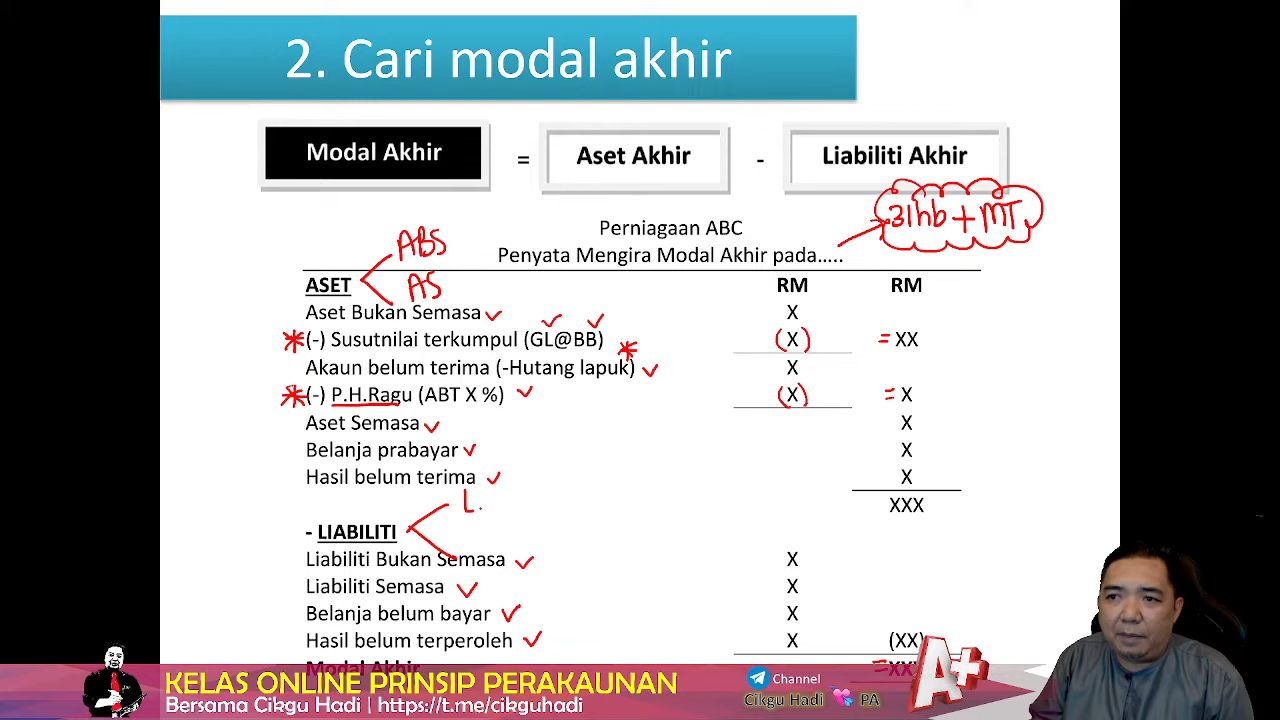 2. Cari modal akhir
Modal Akhir = Aset Akhir - Liabiliti Akhir
31hb + MT
Perniagaan ABC
Penyata Mengira Modal Akhir pada.....
ABS
AS
ASET RM RM
Aset Bukan Semasa X
* (-) Susutnilai terkumpul (GL@BB) (X) = XX
Akaun belum terima (-Hutang lapuk) * X
* (-) P.H.Ragu (ABT X %) (X) = X
Aset Semasa X
Belanja prabayar X
Hasil belum terima X
XXX
L
- LIABILITI
Liabiliti Bukan Semasa X
Liabiliti Semasa X
Belanja belum bayar X
Hasil belum terperoleh X (XX)
Modal Akhir
A+
KELAS ONLINE PRINSIP PERAKAUNAN
Bersama Cikgu Hadi | https://t.me/cikguhadi
Channel
Cikgu Hadi 💘 PA